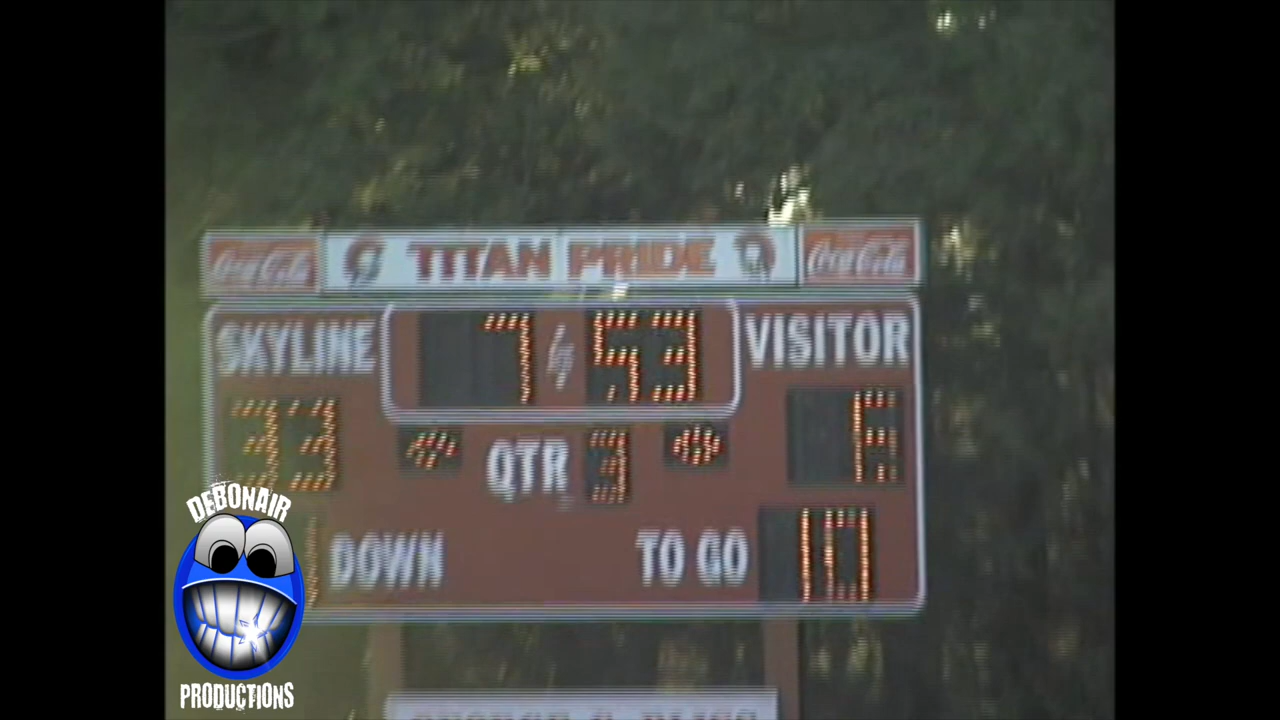 Coca-Cola TITAN PRIDE Coca-Cola
SKYLINE 7 53 VISITOR
33 QTR 3
DOWN TO GO 10
DEBONAIR
PRODUCTIONS